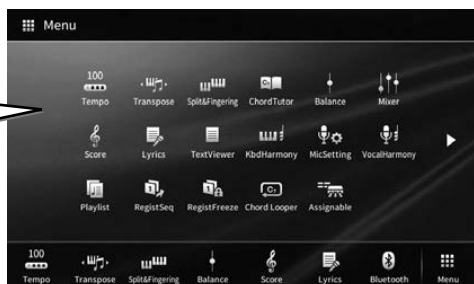 Menu
100
Tempo Transpose Split&Fingering ChordTutor Balance Mixer
Score Lyrics TextViewer KbdHarmony MicSetting VocalHarmony
Playlist RegistSeq RegistFreeze Chord Looper Assignable
100
Tempo Transpose Split&Fingering Balance Score Lyrics Bluetooth Menu